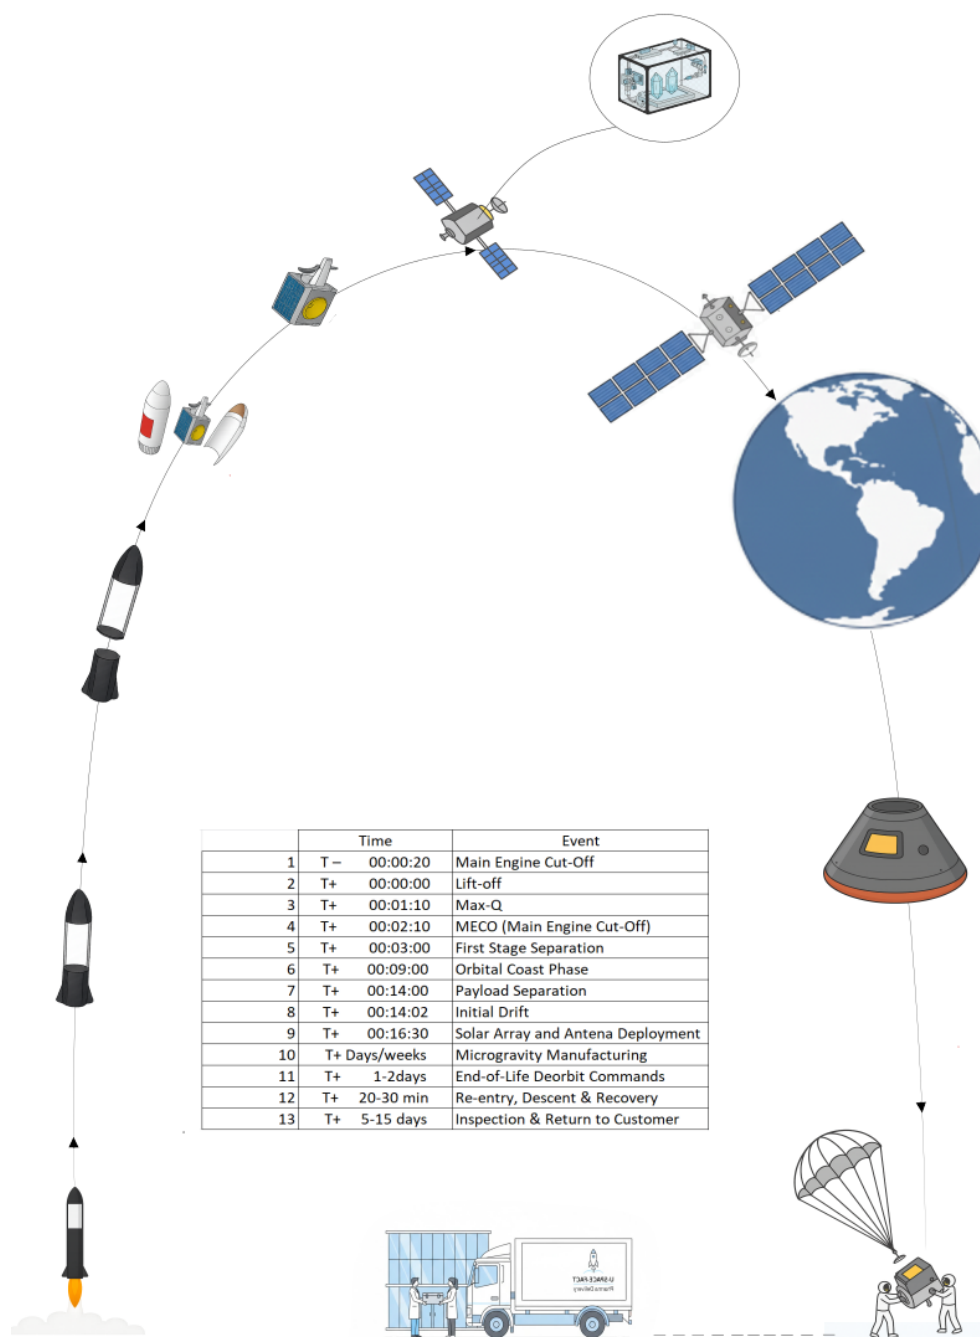 Time Event
1 T – 00:00:20 Main Engine Cut-Off
2 T+ 00:00:00 Lift-off
3 T+ 00:01:10 Max-Q
4 T+ 00:02:10 MECO (Main Engine Cut-Off)
5 T+ 00:03:00 First Stage Separation
6 T+ 00:09:00 Orbital Coast Phase
7 T+ 00:14:00 Payload Separation
8 T+ 00:14:02 Initial Drift
9 T+ 00:16:30 Solar Array and Antena Deployment
10 T+ Days/weeks Microgravity Manufacturing
11 T+ 1-2days End-of-Life Deorbit Commands
12 T+ 20-30 min Re-entry, Descent & Recovery
13 T+ 5-15 days Inspection & Return to Customer
U-SPACE FACT
Pharma Delivery